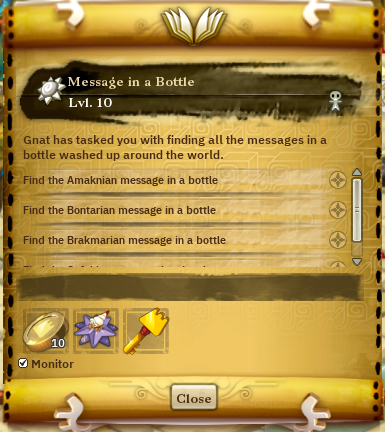 Message in a Bottle
Lvl. 10
Gnat has tasked you with finding all the messages in a
bottle washed up around the world.
Find the Amaknian message in a bottle
Find the Bontarian message in a bottle
Find the Brakmarian message in a bottle
10
Monitor
Close